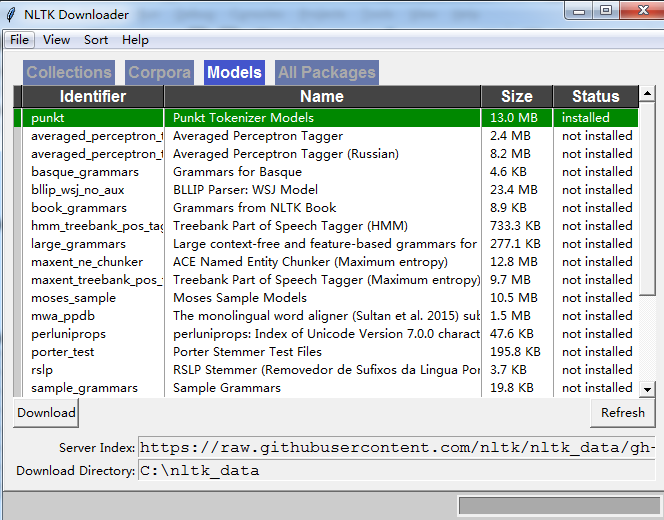 NLTK Downloader
File View Sort Help
Collections Corpora Models All Packages
Identifier Name Size Status
punkt Punkt Tokenizer Models 13.0 MB installed
averaged_perceptron_t Averaged Perceptron Tagger 2.4 MB not installed
averaged_perceptron_t Averaged Perceptron Tagger (Russian) 8.2 MB not installed
basque_grammars Grammars for Basque 4.6 KB not installed
bllip_wsj_no_aux BLLIP Parser: WSJ Model 23.4 MB not installed
book_grammars Grammars from NLTK Book 8.9 KB not installed
hmm_treebank_pos_tag Treebank Part of Speech Tagger (HMM) 733.3 KB not installed
large_grammars Large context-free and feature-based grammars for 277.1 KB not installed
maxent_ne_chunker ACE Named Entity Chunker (Maximum entropy) 12.8 MB not installed
maxent_treebank_pos_t Treebank Part of Speech Tagger (Maximum entropy) 9.7 MB not installed
moses_sample Moses Sample Models 10.5 MB not installed
mwa_ppdb The monolingual word aligner (Sultan et al. 2015) sub 1.5 MB not installed
perluniprops perluniprops: Index of Unicode Version 7.0.0 charact 47.6 KB not installed
porter_test Porter Stemmer Test Files 195.8 KB not installed
rslp RSLP Stemmer (Removedor de Sufixos da Lingua Por 3.7 KB not installed
sample_grammars Sample Grammars 19.8 KB not installed
Download Refresh
Server Index: https://raw.githubusercontent.com/nltk/nltk_data/gh-
Download Directory: C:\nltk_data